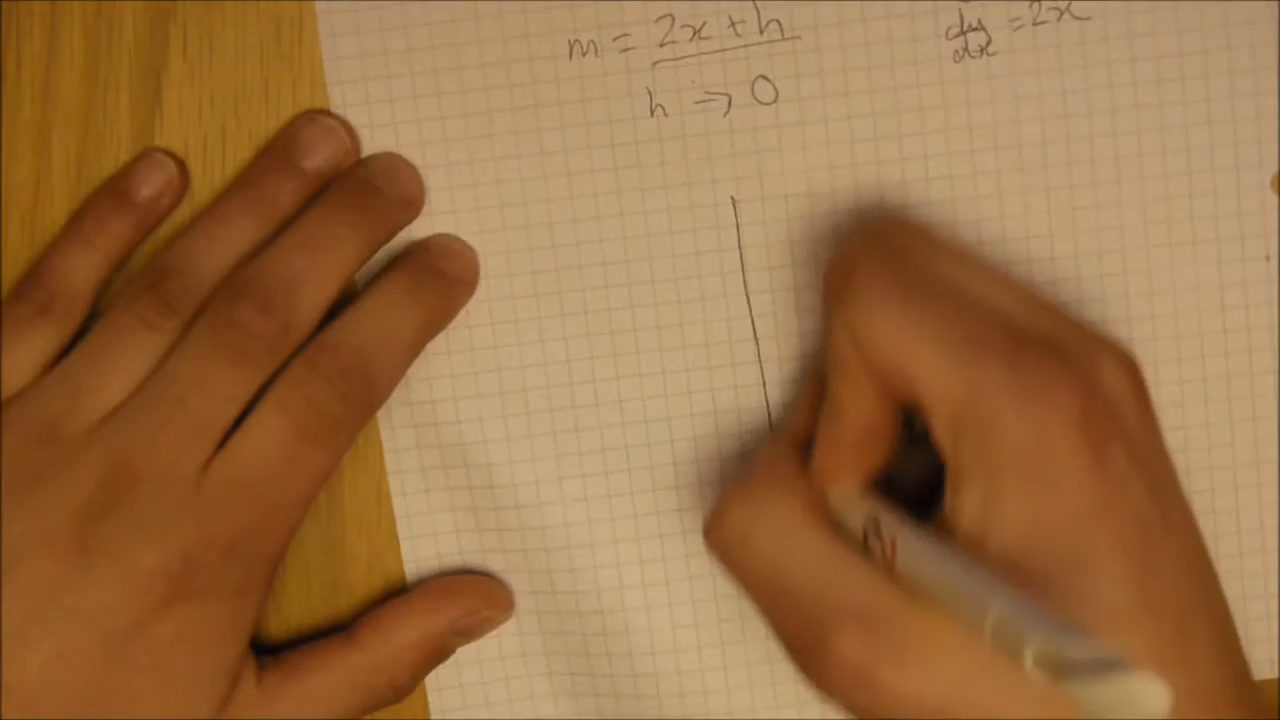 m = 2x + h
h → 0
dy/dx = 2x